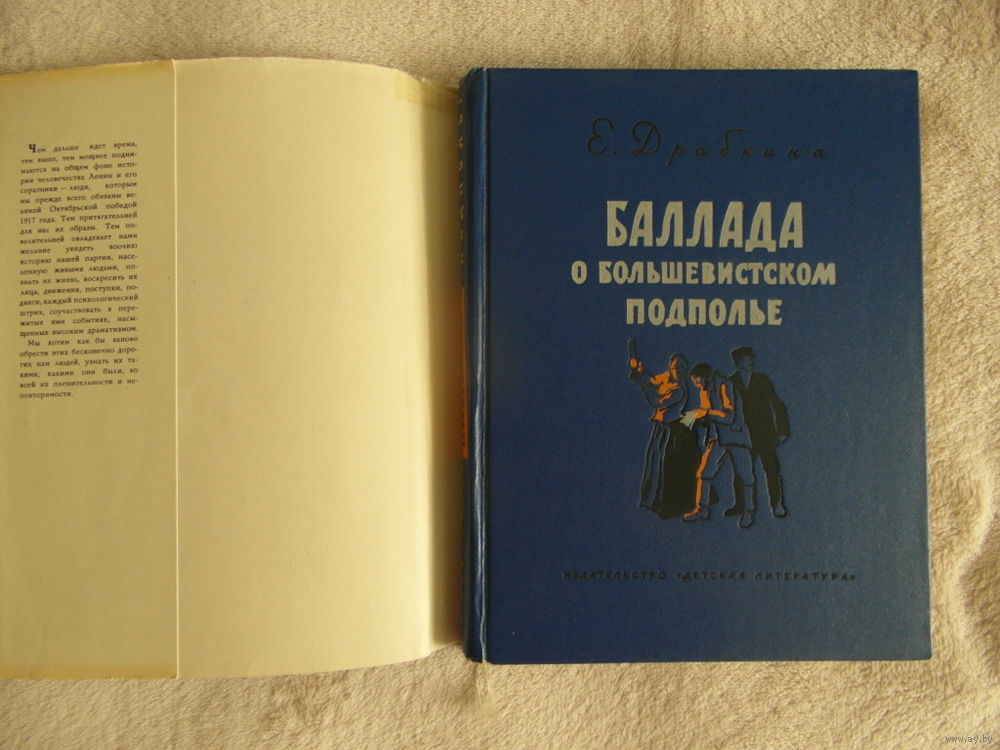 Чем дальше идет время,
тем выше, тем мощнее подни-
маются на общем фоне исто-
рии человечества Ленин и его
соратники — люди, которым
мы прежде всего обязаны ве-
ликой Октябрьской победой
1917 года. Тем притягательней
для нас их образы. Тем по-
велительней овладевает нами
желание увидеть воочию
историю нашей партии, насе-
ленную живыми людьми, по-
знать их жизнь, воскресить их
лица, движения, поступки, по-
двиги, каждый психологический
штрих, соучаствовать в пере-
житых ими событиях, насы-
щенных высоким драматизмом.
Мы хотим как бы заново
обрести этих бесконечно доро-
гих нам людей, узнать их та-
кими, какими они были, во
всей их пленительности и не-
повторимости.
Е. Драбкина
БАЛЛАДА
О БОЛЬШЕВИСТСКОМ
ПОДПОЛЬЕ
ИЗДАТЕЛЬСТВО «ДЕТСКАЯ ЛИТЕРАТУРА»
www.ay.by